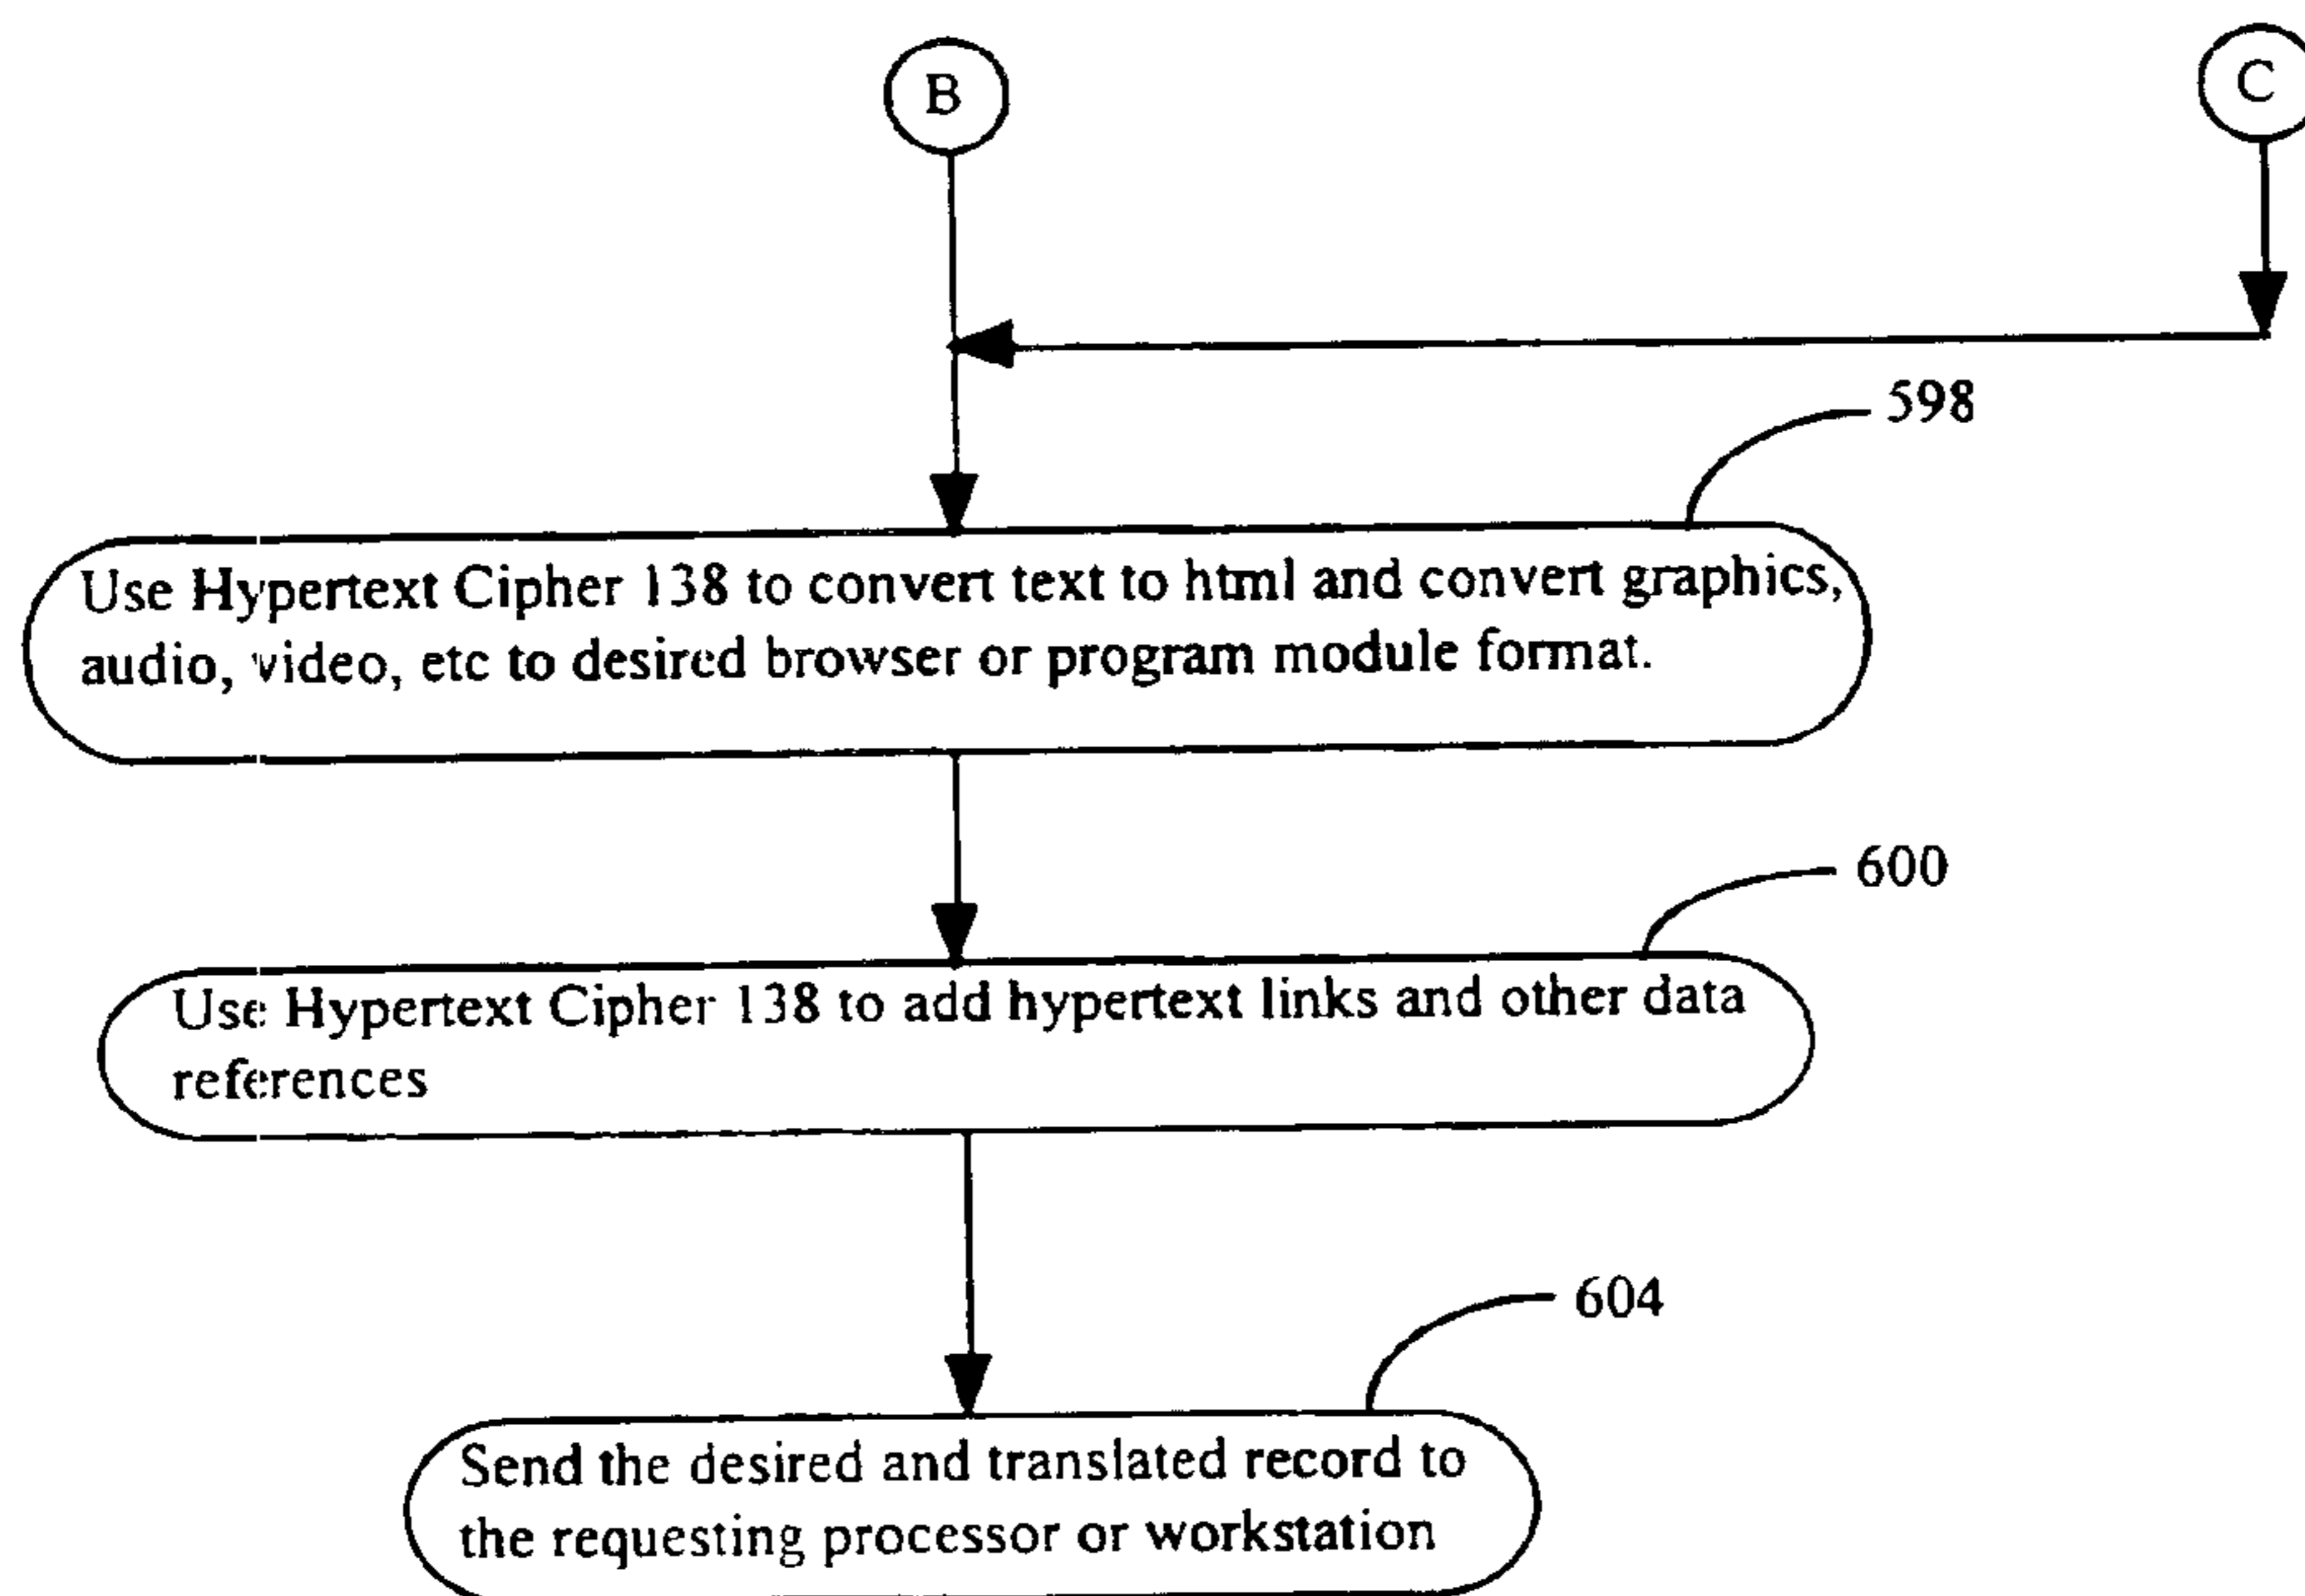 B
C
598
Use Hypertext Cipher 138 to convert text to html and convert graphics,
audio, video, etc to desired browser or program module format.
600
Use Hypertext Cipher 138 to add hypertext links and other data
references
604
Send the desired and translated record to
the requesting processor or workstation